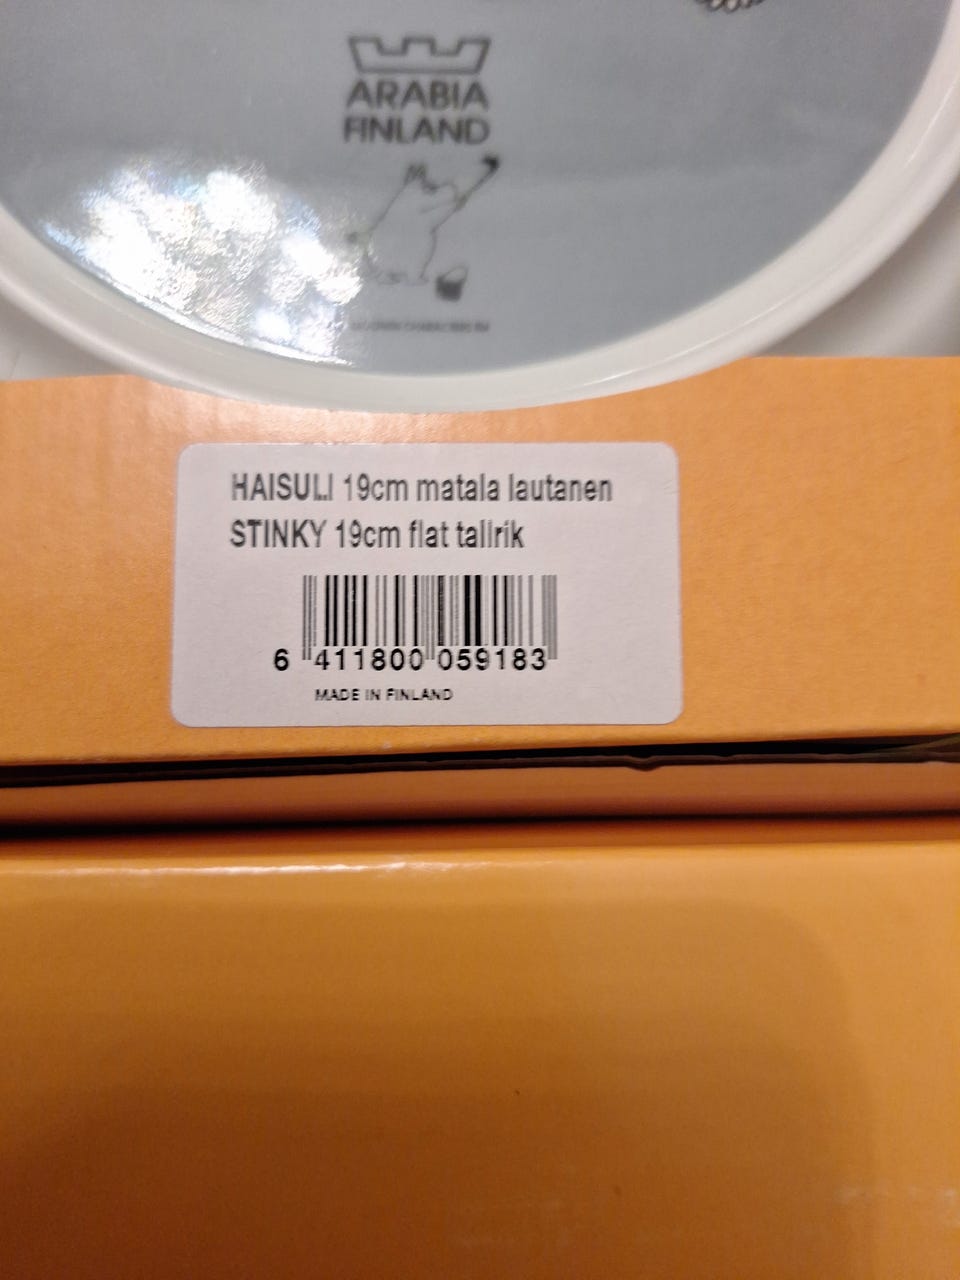 ARABIA
FINLAND
HAISULI 19cm matala lautanen
STINKY 19cm flat tallrik
6 411800 059183
MADE IN FINLAND